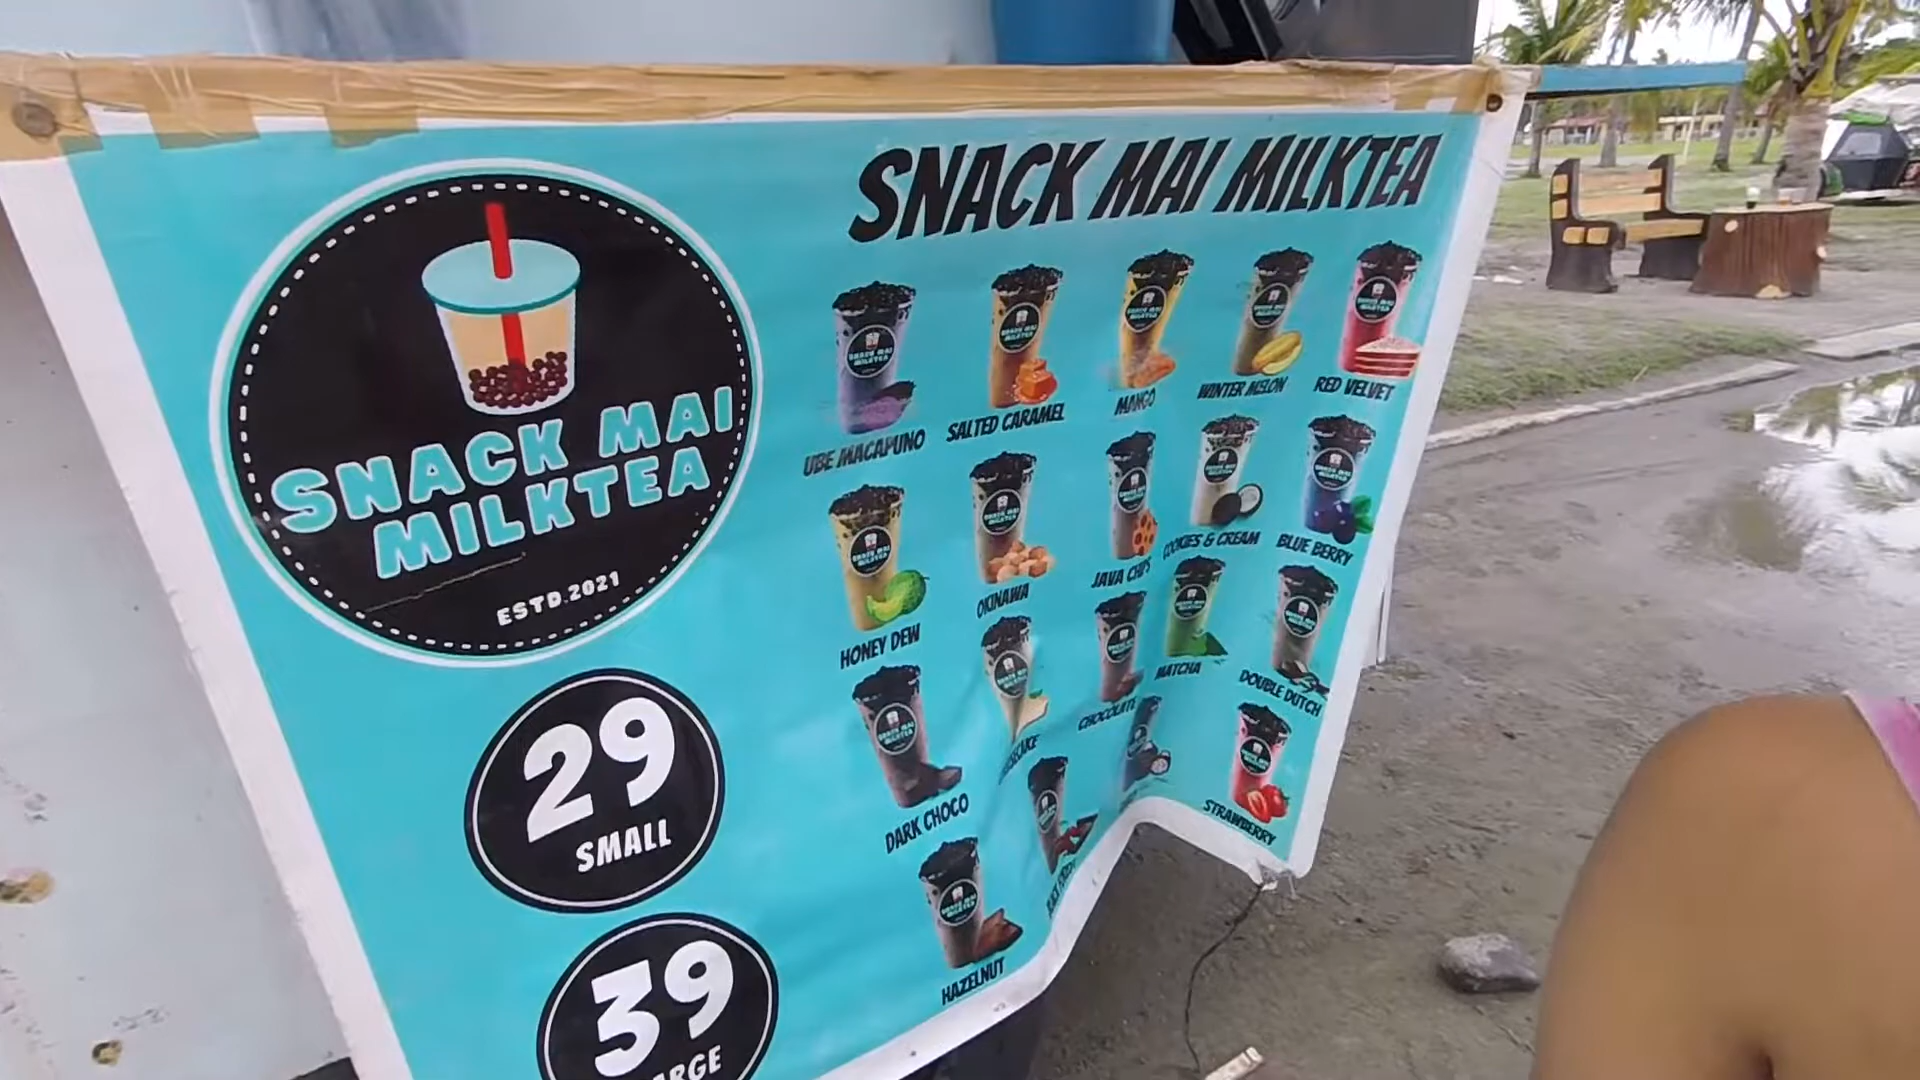 SNACK MAI MILKTEA
SNACK MAI
MILKTEA
ESTD.2021
29
SMALL
39
UBE MACAPUNO
SALTED CARAMEL
MANGO
WINTER MELON
RED VELVET
HONEY DEW
OKINAWA
JAVA CHIPS
COOKIES & CREAM
BLUE BERRY
DARK CHOCO
CHOCOLATE
MATCHA
DOUBLE DUTCH
HAZELNUT
STRAWBERRY